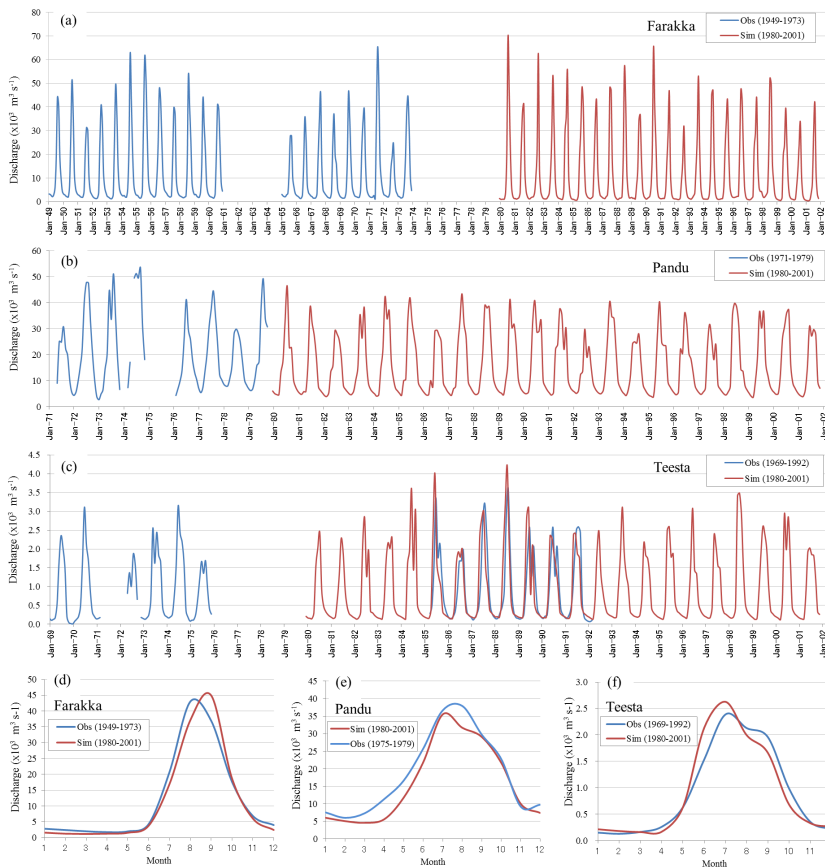 (a)
Farakka
Obs (1949-1973)
Sim (1980-2001)
Discharge (x10³ m³ s⁻¹)
80
70
60
50
40
30
20
10
0
Jan-49 Jan-50 Jan-51 Jan-52 Jan-53 Jan-54 Jan-55 Jan-56 Jan-57 Jan-58 Jan-59 Jan-60 Jan-61 Jan-62 Jan-63 Jan-64 Jan-65 Jan-66 Jan-67 Jan-68 Jan-69 Jan-70 Jan-71 Jan-72 Jan-73 Jan-74 Jan-75 Jan-76 Jan-77 Jan-78 Jan-79 Jan-80 Jan-81 Jan-82 Jan-83 Jan-84 Jan-85 Jan-86 Jan-87 Jan-88 Jan-89 Jan-90 Jan-91 Jan-92 Jan-93 Jan-94 Jan-95 Jan-96 Jan-97 Jan-98 Jan-99 Jan-00 Jan-01 Jan-02
(b)
Pandu
Obs (1971-1979)
Sim (1980-2001)
Discharge (x10³ m³ s⁻¹)
60
50
40
30
20
10
0
Jan-71 Jan-72 Jan-73 Jan-74 Jan-75 Jan-76 Jan-77 Jan-78 Jan-79 Jan-80 Jan-81 Jan-82 Jan-83 Jan-84 Jan-85 Jan-86 Jan-87 Jan-88 Jan-89 Jan-90 Jan-91 Jan-92 Jan-93 Jan-94 Jan-95 Jan-96 Jan-97 Jan-98 Jan-99 Jan-00 Jan-01 Jan-02
(c)
Teesta
Obs (1969-1992)
Sim (1980-2001)
Discharge (x10³ m³ s⁻¹)
4.5
4.0
3.5
3.0
2.5
2.0
1.5
1.0
0.5
0.0
Jan-69 Jan-70 Jan-71 Jan-72 Jan-73 Jan-74 Jan-75 Jan-76 Jan-77 Jan-78 Jan-79 Jan-80 Jan-81 Jan-82 Jan-83 Jan-84 Jan-85 Jan-86 Jan-87 Jan-88 Jan-89 Jan-90 Jan-91 Jan-92 Jan-93 Jan-94 Jan-95 Jan-96 Jan-97 Jan-98 Jan-99 Jan-00 Jan-01 Jan-02
(d)
Farakka
Obs (1949-1973)
Sim (1980-2001)
Discharge (x10³ m³ s-1)
50
45
40
35
30
25
20
15
10
5
0
1 2 3 4 5 6 7 8 9 10 11 12
Month
(e)
Pandu
Sim (1980-2001)
Obs (1975-1979)
Discharge (x10³ m³ s⁻¹)
45
40
35
30
25
20
15
10
5
0
1 2 3 4 5 6 7 8 9 10 11 12
Month
(f)
Teesta
Obs (1969-1992)
Sim (1980-2001)
Discharge (x10³ m³ s-1)
3.0
2.5
2.0
1.5
1.0
0.5
0.0
1 2 3 4 5 6 7 8 9 10 11 12
Month